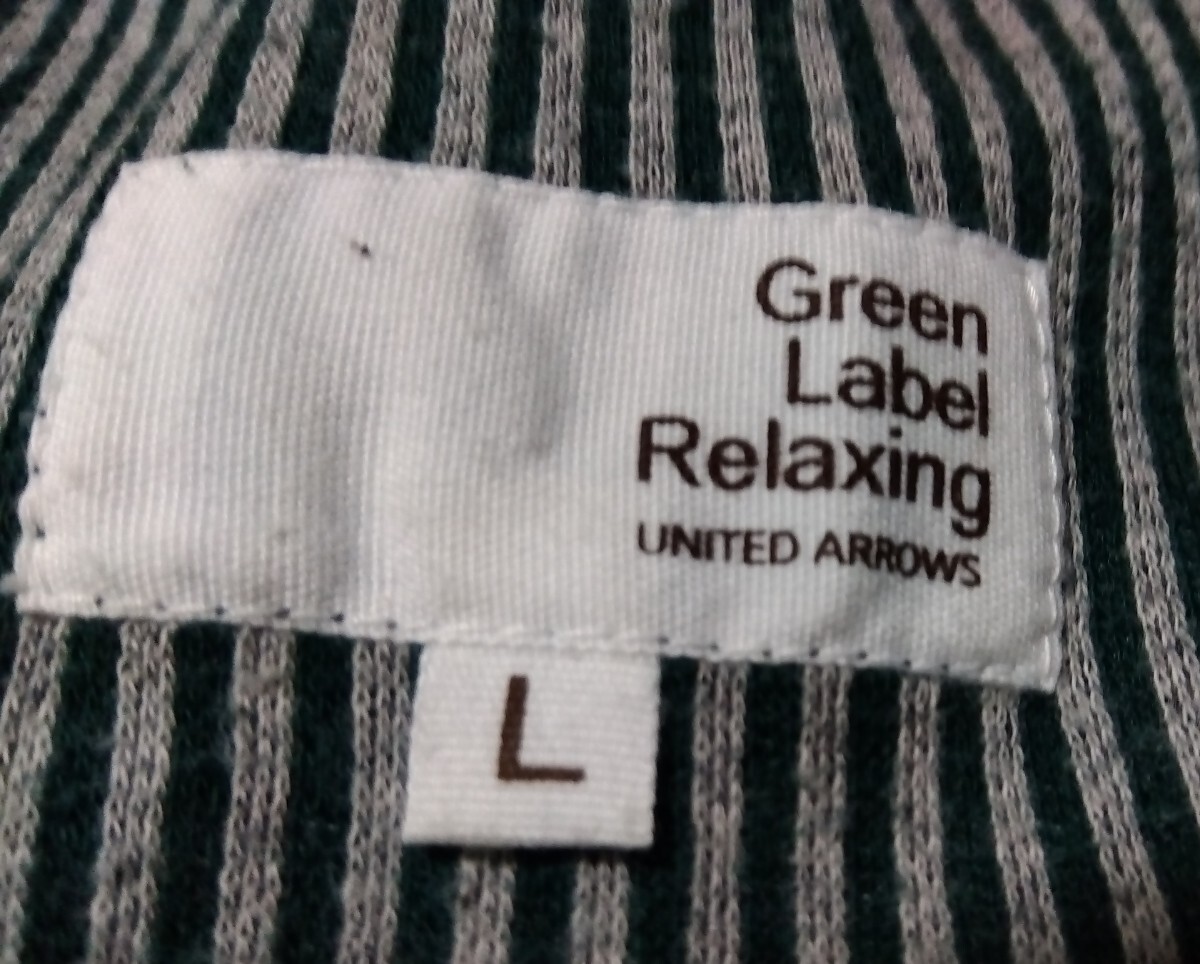 Green
Label
Relaxing
UNITED ARROWS
L